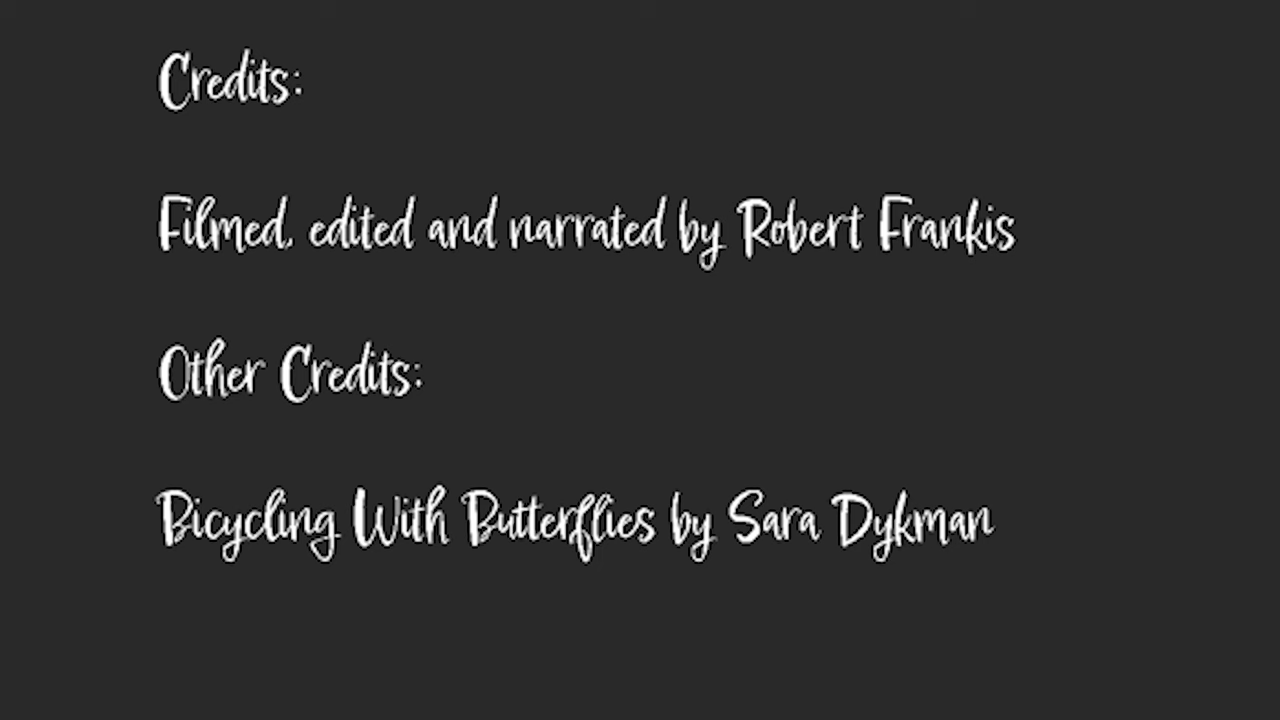 Credits:
Filmed, edited and narrated by Robert Frankis
Other Credits:
Bicycling With Butterflies by Sara Dykman